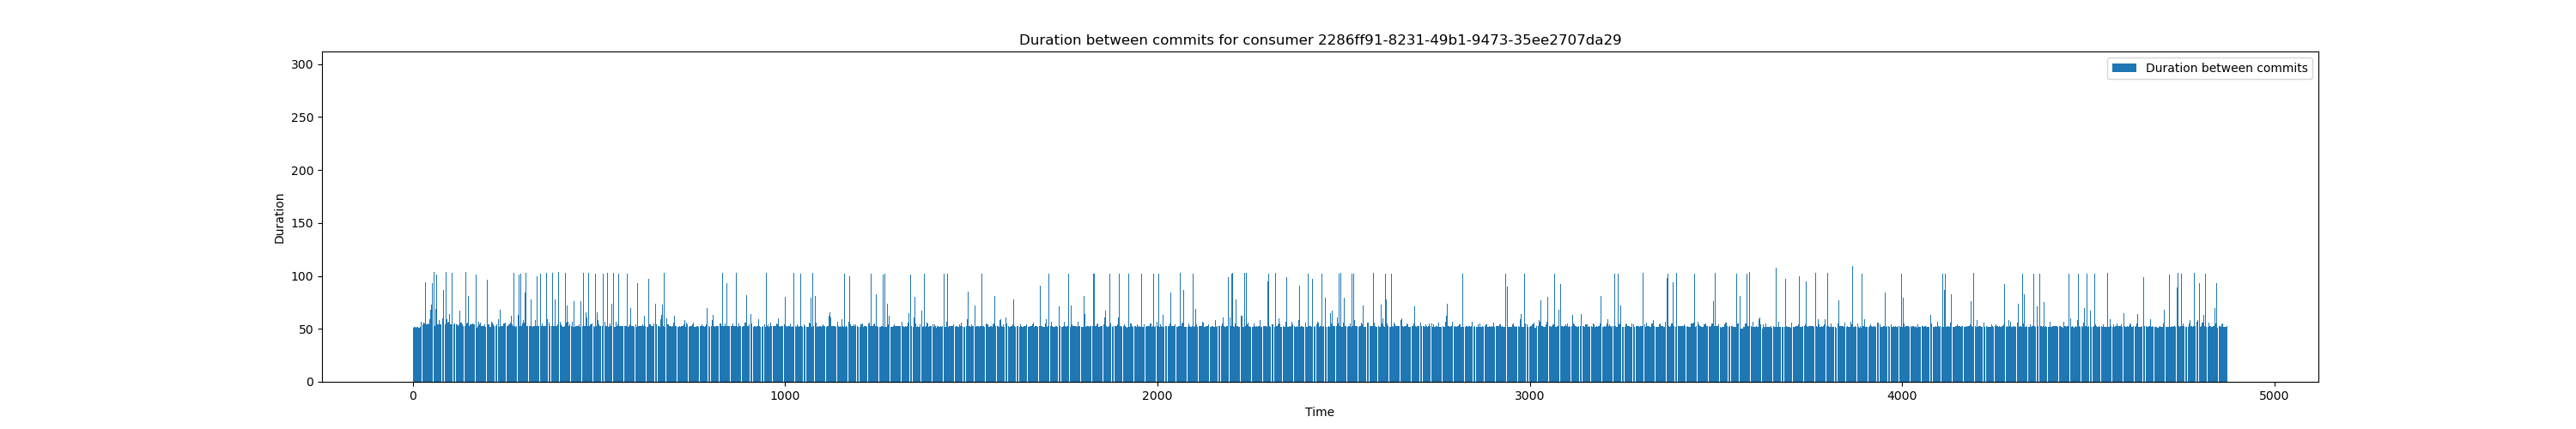 Duration between commits for consumer 2286ff91-8231-49b1-9473-35ee2707da29
Duration between commits
300
250
200
150
100
50
0
Duration
0 1000 2000 3000 4000 5000
Time